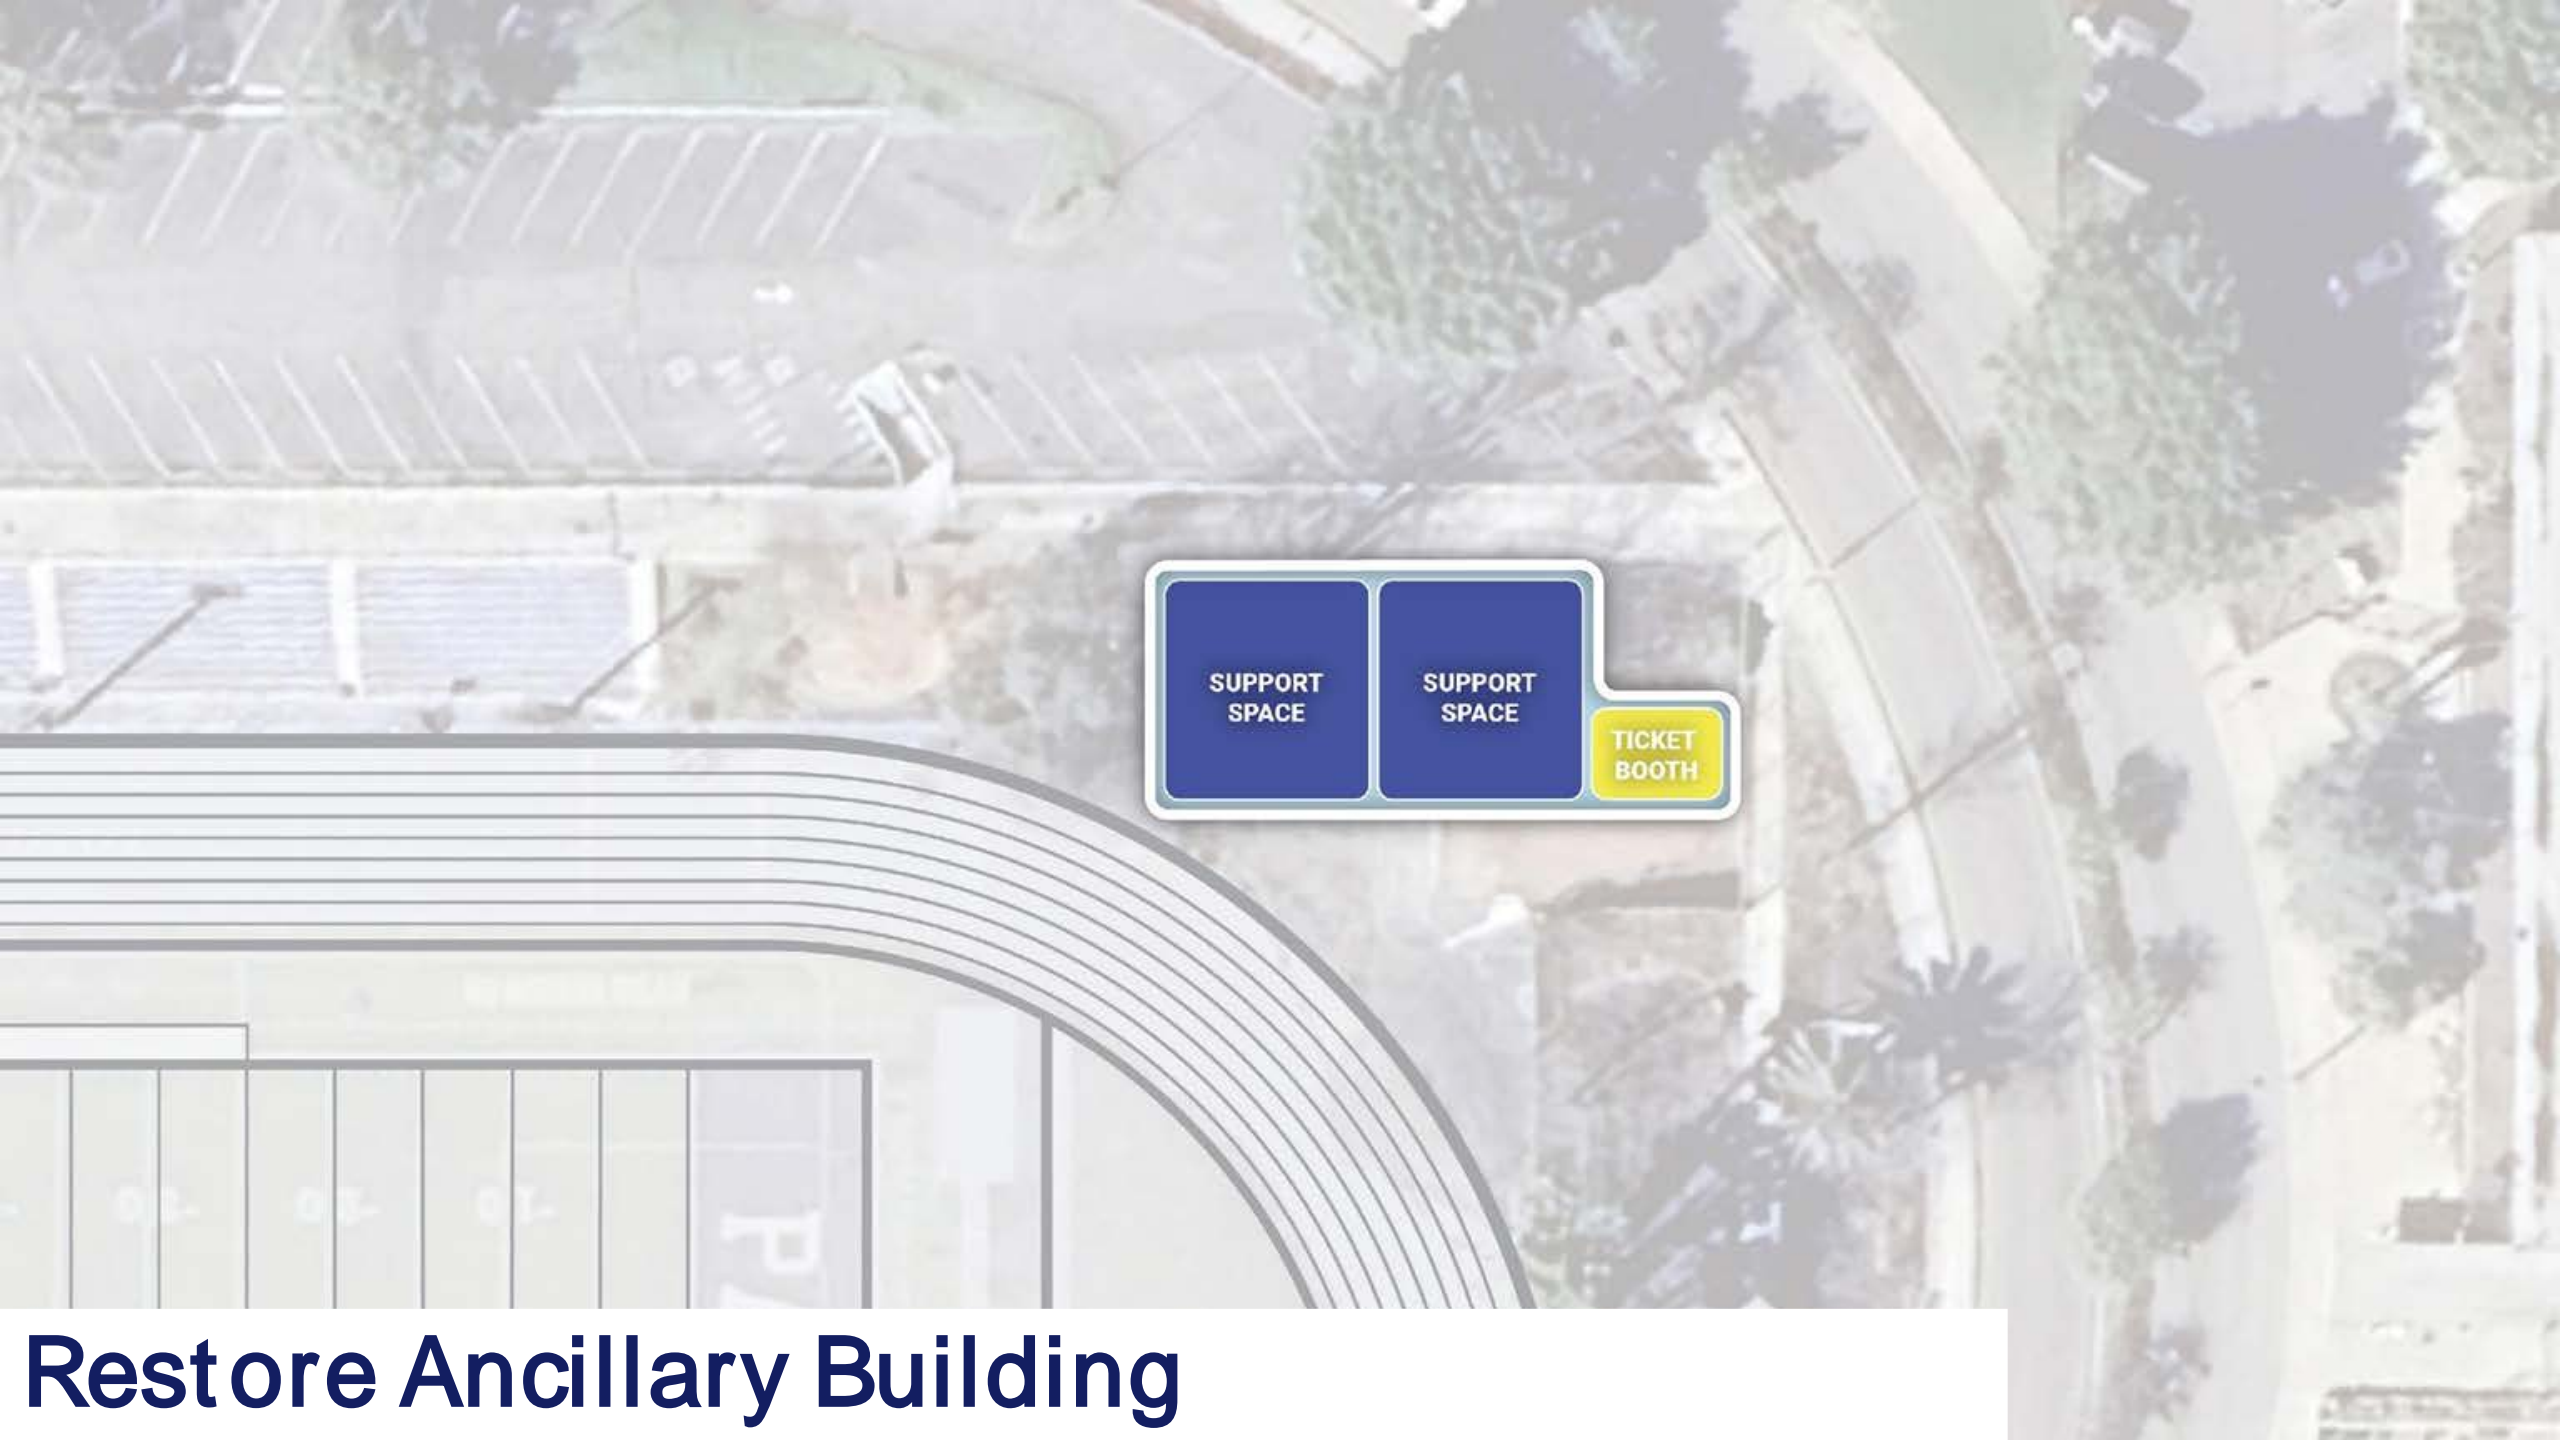 SUPPORT
SPACE
SUPPORT
SPACE
TICKET
BOOTH
Restore Ancillary Building